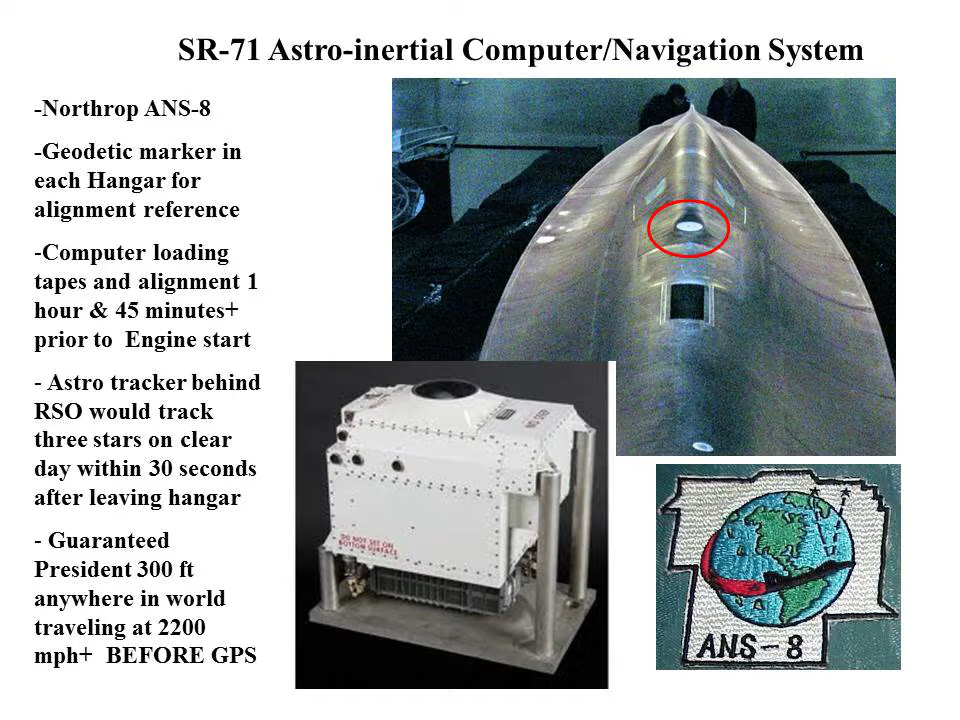 SR-71 Astro-inertial Computer/Navigation System
-Northrop ANS-8
-Geodetic marker in
each Hangar for
alignment reference
-Computer loading
tapes and alignment 1
hour & 45 minutes+
prior to  Engine start
- Astro tracker behind
RSO would track
three stars on clear
day within 30 seconds
after leaving hangar
- Guaranteed
President 300 ft
anywhere in world
traveling at 2200
mph+  BEFORE GPS
NO STEP
DO NOT SET ON
BOTTOM SURFACE
ANS-8